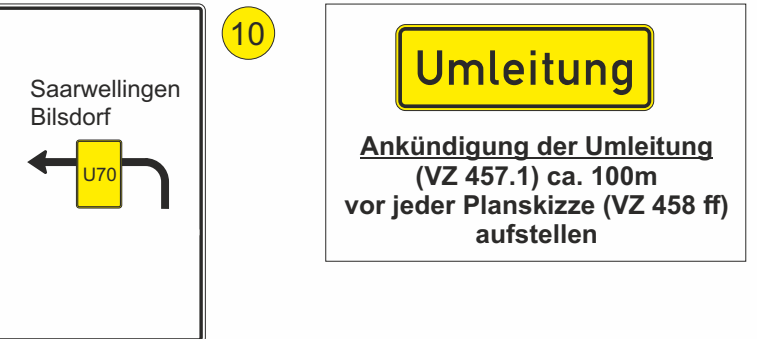 Saarwellingen
Bilsdorf
U70
10
Umleitung
Ankündigung der Umleitung
(VZ 457.1) ca. 100m
vor jeder Planskizze (VZ 458 ff)
aufstellen